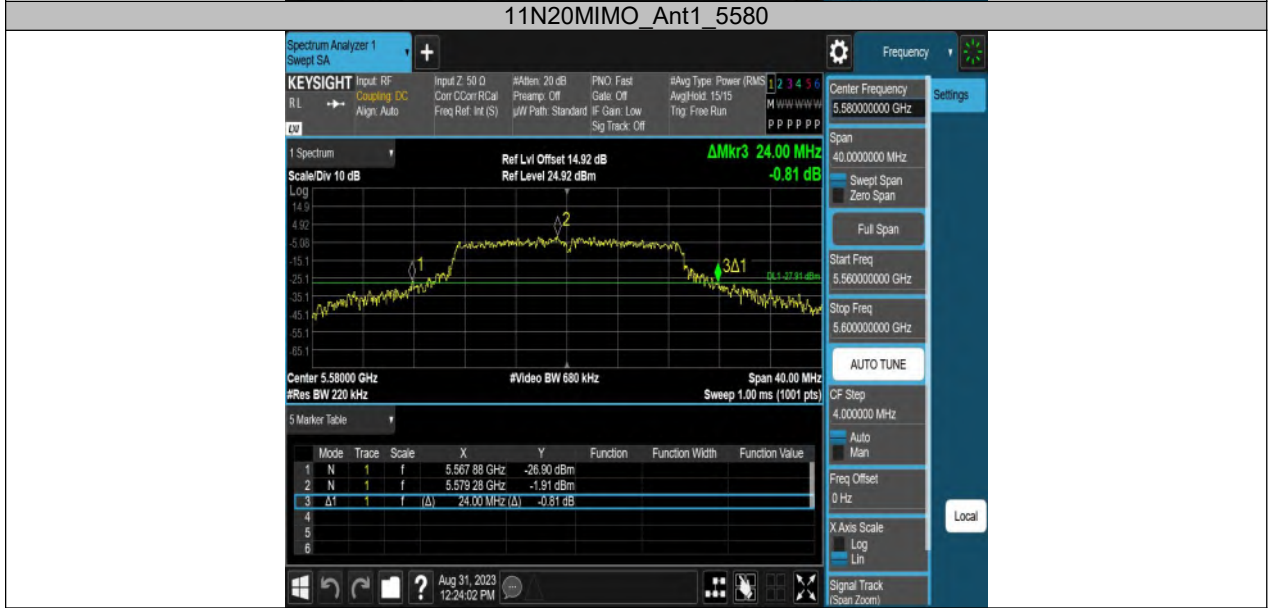 11N20MIMO_Ant1_5580
Spectrum Analyzer 1
Swept SA
+
Frequency
KEYSIGHT Input: RF Input Z: 50 Ω #Atten: 20 dB PNO: Fast #Avg Type: Power (RMS 1 2 3 4 5 6
RL Coupling: DC Corr CCorr RCal Preamp: Off Gate: Off Avg|Hold: 15/15 M W W W W W
Align: Auto Freq Ref: Int (S) µW Path: Standard IF Gain: Low Trig: Free Run
Sig Track: Off P P P P P P
Center Frequency
5.580000000 GHz
Settings
1 Spectrum
Ref Lvl Offset 14.92 dB
ΔMkr3 24.00 MHz
Scale/Div 10 dB Ref Level 24.92 dBm -0.81 dB
Log
14.9
4.92
-5.08
-15.1
-25.1
-35.1
-45.1
-55.1
-65.1
2
1
3Δ1
DL1 -27.91 dBm
Center 5.58000 GHz #Video BW 680 kHz Span 40.00 MHz
#Res BW 220 kHz Sweep 1.00 ms (1001 pts)
Span
40.0000000 MHz
Swept Span
Zero Span
Full Span
Start Freq
5.560000000 GHz
Stop Freq
5.600000000 GHz
AUTO TUNE
CF Step
4.000000 MHz
Auto
Man
Freq Offset
0 Hz
X Axis Scale
Log
Lin
Signal Track
(Span Zoom)
Local
5 Marker Table
Mode Trace Scale X Y Function Function Width Function Value
1 N 1 f 5.567 88 GHz -26.90 dBm
2 N 1 f 5.579 28 GHz -1.91 dBm
3 Δ1 1 f (Δ) 24.00 MHz (Δ) -0.81 dB
4
5
6
?
Aug 31, 2023
12:24:02 PM